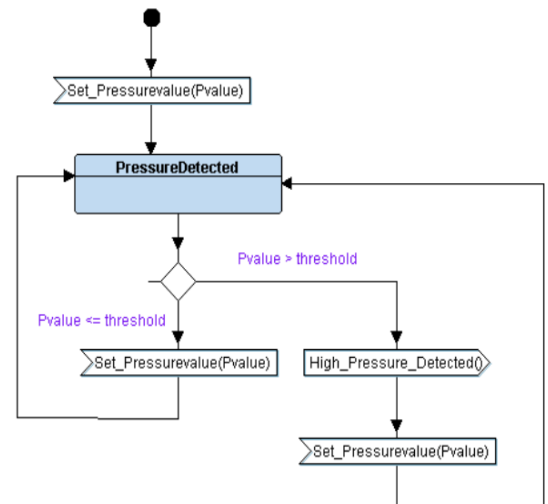 Set_Pressurevalue(Pvalue)
PressureDetected
Pvalue > threshold
Pvalue <= threshold
Set_Pressurevalue(Pvalue)
High_Pressure_Detected()
Set_Pressurevalue(Pvalue)